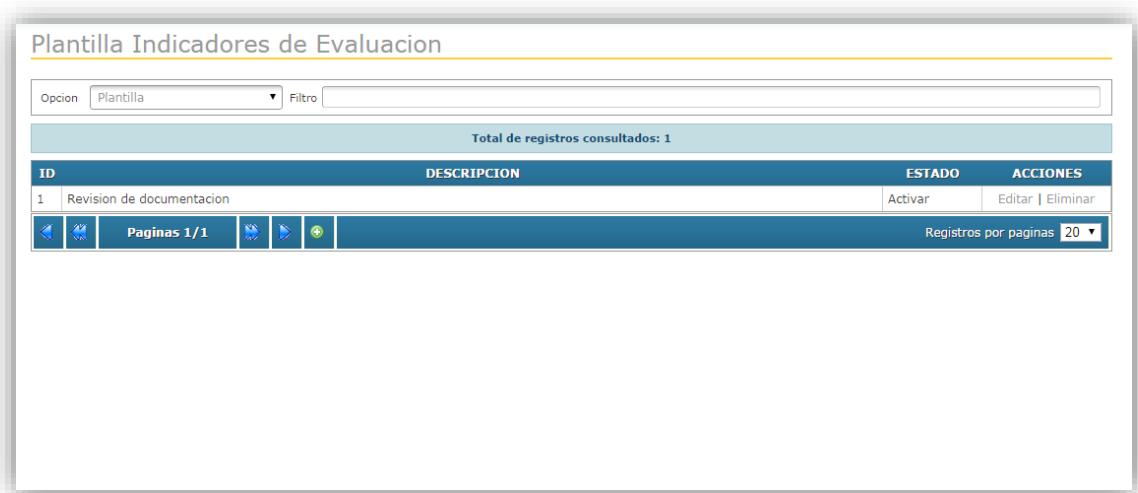 Plantilla Indicadores de Evaluacion
Opcion Plantilla Filtro
Total de registros consultados: 1
ID DESCRIPCION ESTADO ACCIONES
1 Revision de documentacion Activar Editar | Eliminar
Paginas 1/1 Registros por paginas 20